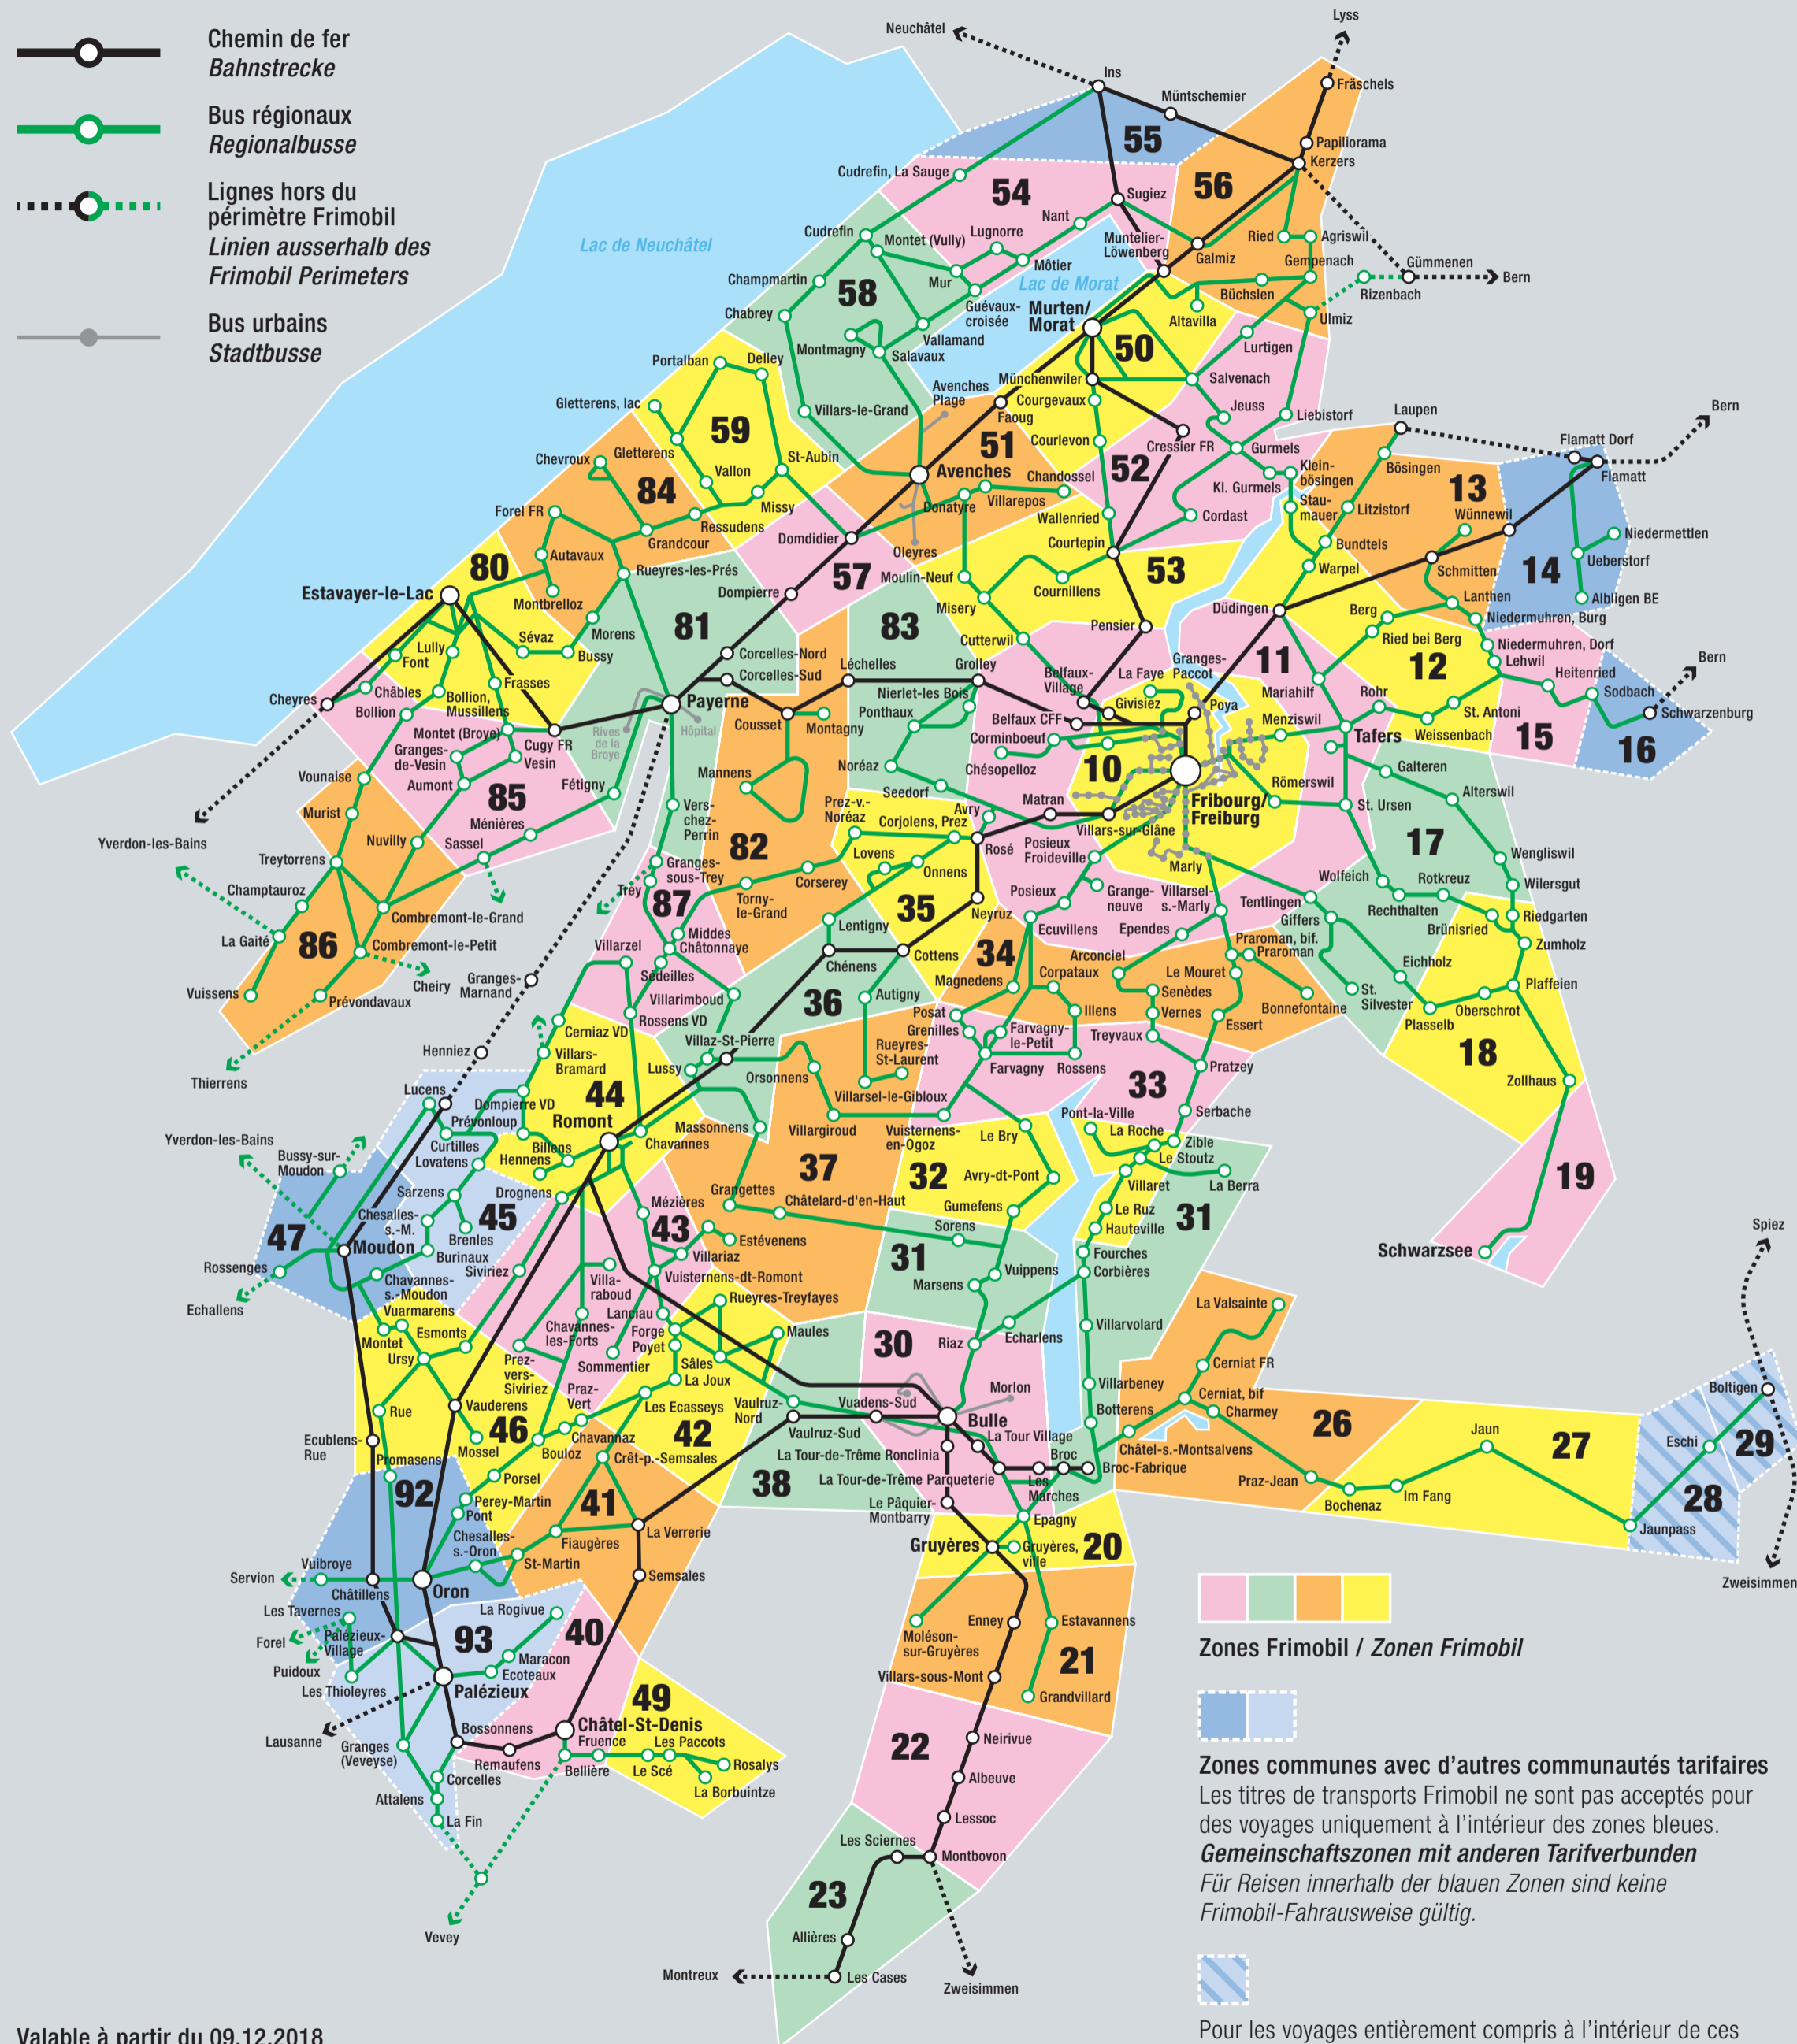 Chemin de fer
Bahnstrecke
Bus régionaux
Regionalbusse
Lignes hors du
périmètre Frimobil
Linien ausserhalb des
Frimobil Perimeters
Bus urbains
Stadtbusse
Neuchâtel
Lyss
Ins
Müntschemier
Fräschels
55
Papiliorama
Kerzers
Cudrefin, La Sauge
54
Sugiez
56
Nant
Lac de Neuchâtel
Cudrefin
Montet (Vully)
Lugnorre
Muntelier-
Löwenberg
Galmiz
Ried
Agriswil
Gempenach
Gümmenen
Bern
Rizenbach
Champmartin
58
Mur
Môtier
Lac de Morat
Büchslen
Altavilla
Ulmiz
Chabrey
Guévaux-
croisée
Murten/
Morat
Vallamand
50
Lurtigen
Montmagny
Salavaux
Portalban
Delley
Münchenwiler
Salvenach
Avenches
Plage
Gletterens, lac
Villars-le-Grand
Faoug
Courgevaux
Jeuss
Liebistorf
Laupen
Bern
59
51
Courlevon
Cressier FR
Gurmels
Flamatt Dorf
Flamatt
Chevroux
Gletterens
St-Aubin
Avenches
Chandossel
52
Klein-
bösingen
Bösingen
Vallon
84
Villarepos
Donatyre
Kl. Gurmels
Stau-
mauer
13
Forel FR
Missy
Ressudens
Wallenried
Cordast
Litzistorf
Wünnewil
Niedermettlen
Grandcour
Domdidier
Oleyres
Courtepin
Bundtels
Ueberstorf
Autavaux
80
Rueyres-les-Prés
57
Moulin-Neuf
53
Warpel
Schmitten
14
Estavayer-le-Lac
Montbrelloz
Dompierre
Misery
Cournillens
Düdingen
Lanthen
Albligen BE
Berg
Morens
81
83
Cutterwil
Pensier
Niedermuhren, Burg
Sévaz
Lully
Font
Bussy
Ried bei Berg
Niedermuhren, Dorf
Corcelles-Nord
Léchelles
Grolley
La Faye
Granges-
Paccot
11
12
Lehwil
Heitenried
Bern
Corcelles-Sud
Belfaux-
Village
Mariahilf
Cheyres
Châbles
Bollion
Bollion,
Mussillens
Frasses
Nierlet-les Bois
Givisiez
Poya
Rohr
Sodbach
Payerne
Cousset
Montagny
Ponthaux
Belfaux CFF
Menziswil
St. Antoni
Schwarzenburg
Montet (Broye)
Cugy FR
Rives
de la
Broye
Hôpital
Corminboeuf
Tafers
Weissenbach
15
16
Granges-
de-Vesin
Vesin
Chésopelloz
10
Vounaise
Aumont
Fétigny
Mannens
Noréaz
Römerswil
Galteren
85
Seedorf
Matran
Fribourg/
Freiburg
Alterswil
Murist
Vers-
chez-
Perrin
Prez-v.-
Noréaz
Avry
St. Ursen
Ménières
Corjolens, Prez
Villars-sur-Glâne
Yverdon-les-Bains
Nuvilly
Sassel
82
Rosé
Posieux
Froideville
17
Treytorrens
Granges-
sous-Trey
Lovens
Onnens
Marly
Wengliswil
Champtauroz
Trey
Corserey
Posieux
Grange-
neuve
Villarsel-
s.-Marly
Tentlingen
Wolfeich
Rotkreuz
Wilersgut
87
Torny-
le-Grand
35
Rechthalten
Combremont-le-Grand
Neyruz
Giffers
Riedgarten
La Gaité
86
Combremont-le-Petit
Middes
Châtonnaye
Lentigny
Ecuvillens
Ependes
Brünisried
Zumholz
Villarzel
34
Praroman, bif.
Praroman
Cheiry
Chénens
Cottens
Arconciel
Eichholz
Vuissens
Prévondavaux
Granges-
Marnand
Sédeilles
Magnedens
Corpataux
Le Mouret
St.
Silvester
Plaffeien
Villarimboud
36
Autigny
Senèdes
Bonnefontaine
Oberschrot
Cerniaz VD
Rossens VD
Posat
Illens
Vernes
Essert
Plasselb
Grenilles
Farvagny-
le-Petit
Treyvaux
Thierrens
Henniez
Villars-
Bramard
Villaz-St-Pierre
Rueyres-
St-Laurent
18
Lussy
Orsonnens
Farvagny
Rossens
Pratzey
Zollhaus
Lucens
Dompierre VD
44
Villarsel-le-Gibloux
33
Prévonloup
Romont
Pont-la-Ville
Serbache
Yverdon-les-Bains
Curtilles
Massonnens
Villargiroud
Vuisternens-
en-Ogoz
Le Bry
La Roche
Zible
Bussy-sur-
Moudon
Lovatens
Billens
Hennens
Chavannes
Le Stoutz
37
32
Avry-dt-Pont
Villaret
La Berra
19
Sarzens
Drognens
Grangettes
Châtelard-d'en-Haut
Gumefens
Le Ruz
31
Spiez
47
Chesalles-
s.-M.
45
Mézières
43
Sorens
Hauteville
Moudon
Brenles
Burinaux
Estévenens
31
Fourches
Schwarzsee
Rossenges
Siviriez
Villariaz
Vuippens
Corbières
Chavannes-
s.-Moudon
Villa-
raboud
Vuisternens-dt-Romont
Marsens
Echallens
Vuarmarens
Rueyres-Treyfayes
La Valsainte
Lanciau
Echarlens
Villarvolard
Montet
Esmonts
Chavannes-
les-Forts
Forge
Poyet
Maules
30
Riaz
Ursy
Sommentier
Cerniat FR
Prez-
vers-
Siviriez
Sâles
La Joux
Villarbeney
Boltigen
Morlon
Praz-
Vert
Vaulruz-
Nord
Vuadens-Sud
Cerniat, bif
Charmey
Rue
Vauderens
Les Ecasseys
Bulle
Botterens
26
Jaun
27
29
46
42
Vaulruz-Sud
La Tour Village
Eschi
Ecublens-
Rue
Mossel
Bouloz
Chavannaz
La Tour-de-Trême Ronclinia
Broc
Châtel-s.-Montsalvens
Promasens
Crêt-p.-Semsales
La Tour-de-Trême Parqueterie
Broc-Fabrique
Praz-Jean
Porsel
38
Les
Marches
Bochenaz
Im Fang
28
92
Perey-Martin
41
Le Pâquier-
Montbarry
Pont
Epagny
Jaunpass
Chesalles-
s.-Oron
Fiaugères
La Verrerie
Gruyères
Gruyères,
ville
20
Vuibroye
St-Martin
Servion
Châtillens
Oron
Semsales
Zweisimmen
Les Tavernes
La Rogivue
40
Enney
Estavannens
Zones Frimobil / Zonen Frimobil
Forel
Palézieux-
Village
93
Moléson-
sur-Gruyères
Puidoux
Maracon
21
Les Thioleyres
Ecoteaux
Villars-sous-Mont
Palézieux
49
Grandvillard
Lausanne
Bossonnens
Châtel-St-Denis
22
Neirivue
Granges
(Veveyse)
Remaufens
Fruence
Les Paccots
Bellière
Le Scé
Rosalys
Zones communes avec d’autres communautés tarifaires
Corcelles
La Borbuintze
Albeuve
Les titres de transports Frimobil ne sont pas acceptés pour
Attalens
des voyages uniquement à l’intérieur des zones bleues.
La Fin
Lessoc
Gemeinschaftszonen mit anderen Tarifverbunden
Les Sciernes
Montbovon
Für Reisen innerhalb der blauen Zonen sind keine
23
Frimobil-Fahrausweise gültig.
Vevey
Allières
Montreux
Les Cases
Zweisimmen
Valable à partir du 09.12.2018
Pour les voyages entièrement compris à l’intérieur de ces